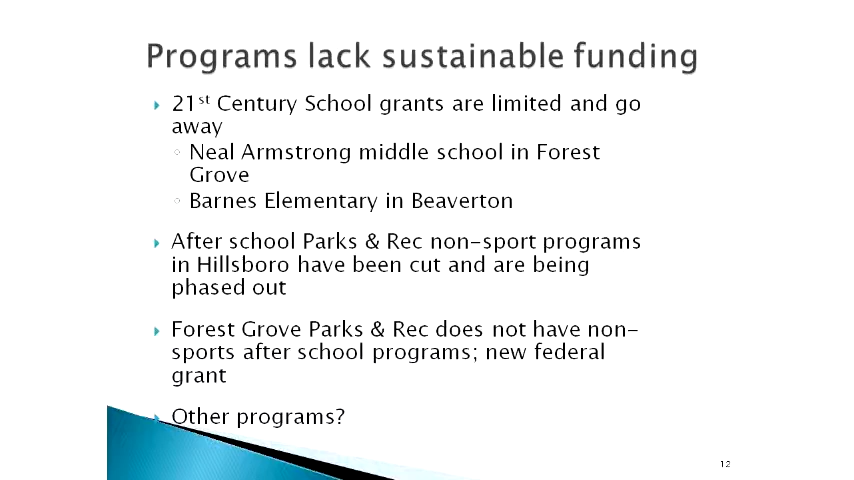 Programs lack sustainable funding
21st Century School grants are limited and go
away
Neal Armstrong middle school in Forest
Grove
Barnes Elementary in Beaverton
After school Parks & Rec non-sport programs
in Hillsboro have been cut and are being
phased out
Forest Grove Parks & Rec does not have non-
sports after school programs; new federal
grant
Other programs?
12